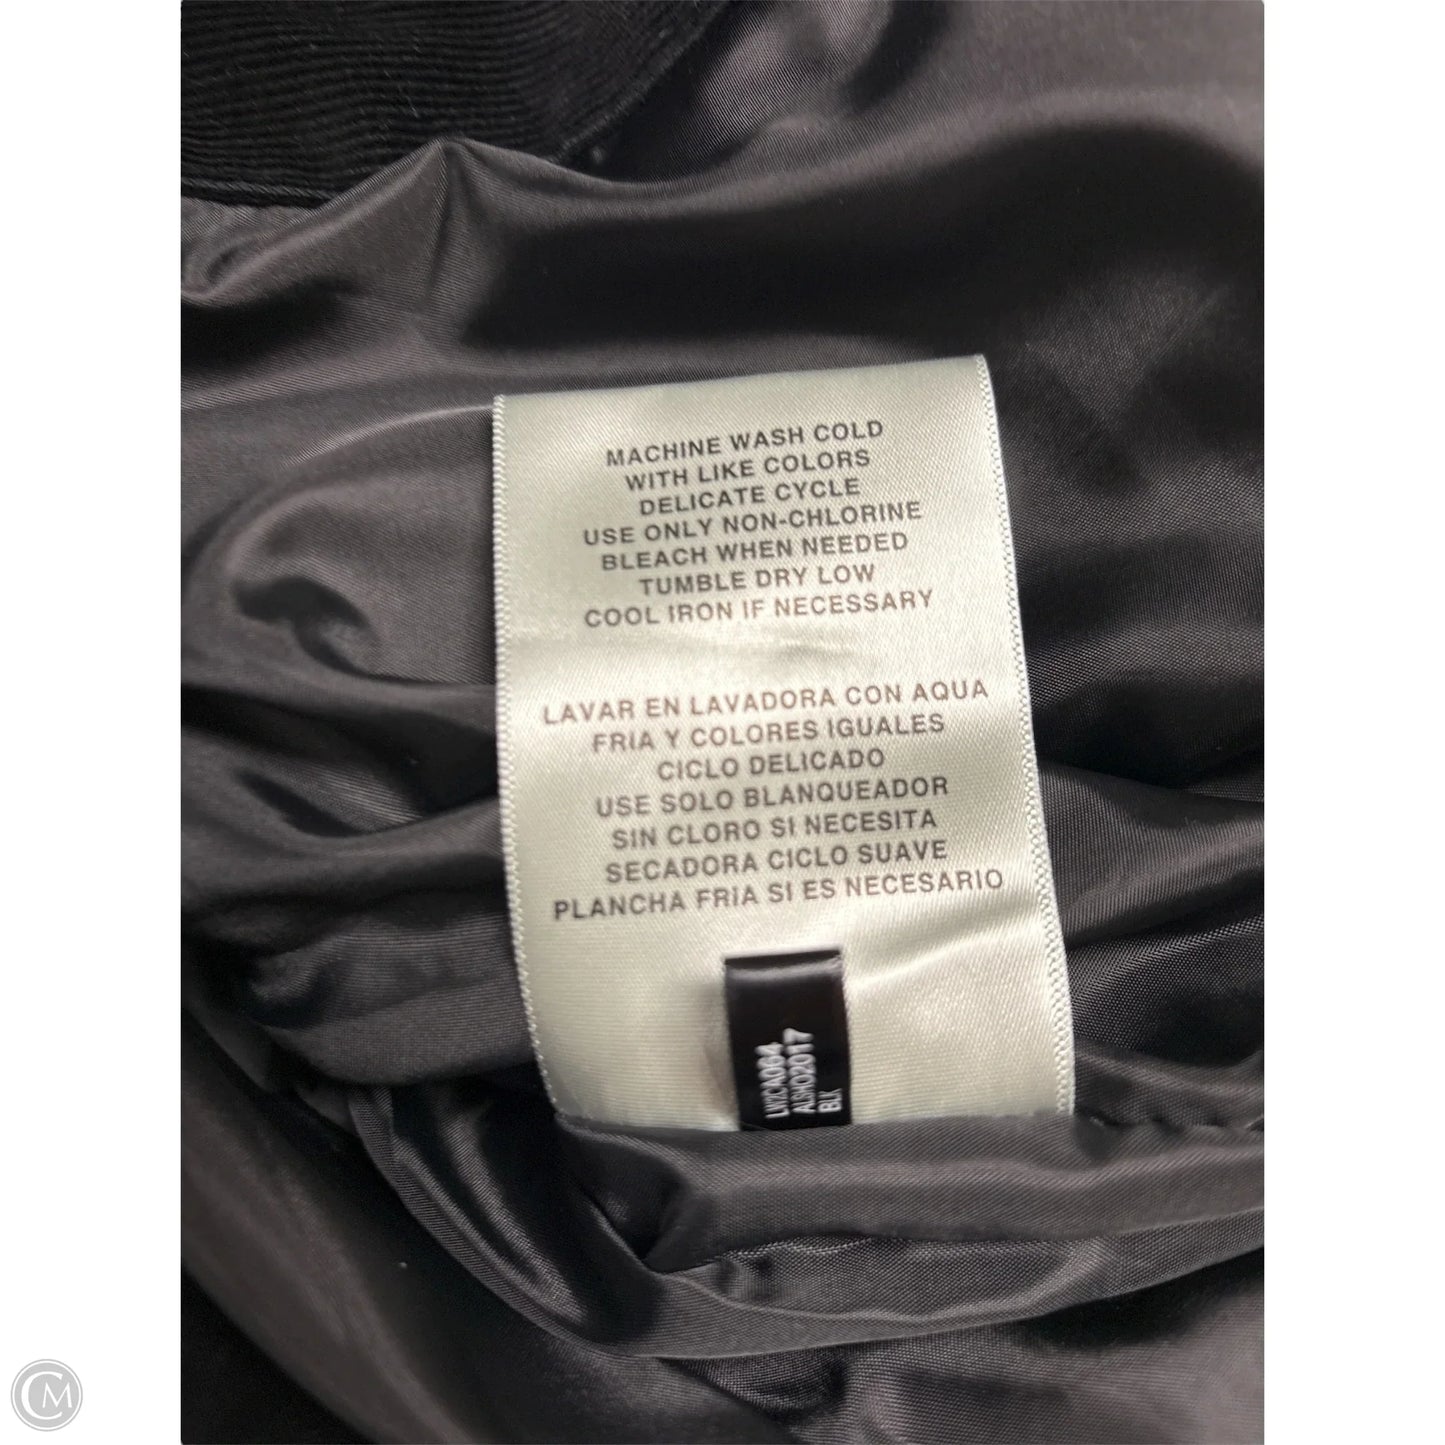 MACHINE WASH COLD
WITH LIKE COLORS
DELICATE CYCLE
USE ONLY NON-CHLORINE
BLEACH WHEN NEEDED
TUMBLE DRY LOW
COOL IRON IF NECESSARY
LAVAR EN LAVADORA CON AQUA
FRIA Y COLORES IGUALES
CICLO DELICADO
USE SOLO BLANQUEADOR
SIN CLORO SI NECESITA
SECADORA CICLO SUAVE
PLANCHA FRIA SI ES NECESARIO
BLK
CM